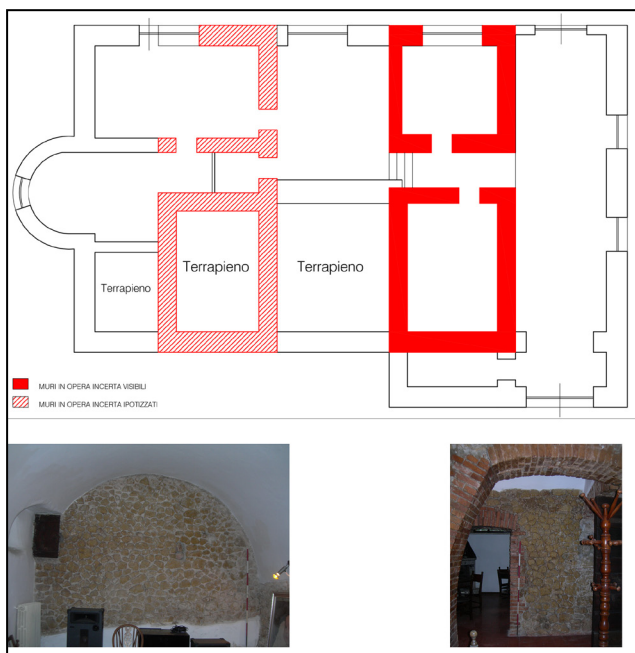 Terrapieno
Terrapieno
Terrapieno
MURI IN OPERA INCERTA VISIBILI
MURI IN OPERA INCERTA IPOTIZZATI